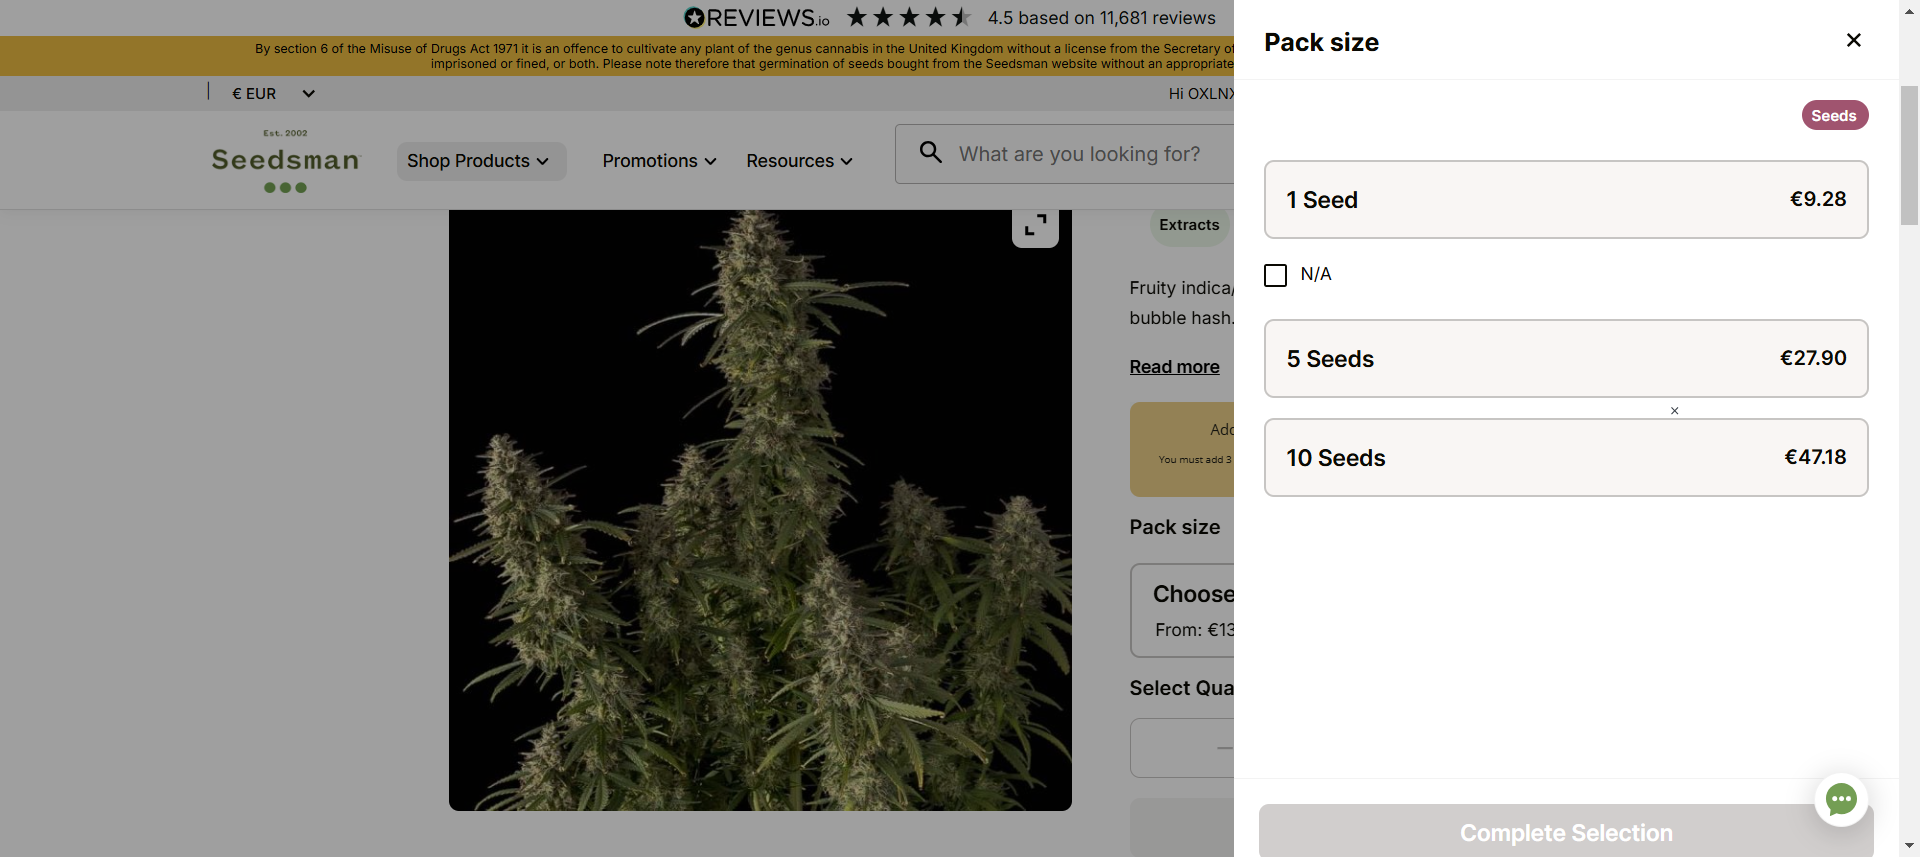 REVIEWS.io 4.5 based on 11,681 reviews
By section 6 of the Misuse of Drugs Act 1971 it is an offence to cultivate any plant of the genus cannabis in the United Kingdom without a license from the Secretary of
imprisoned or fined, or both. Please note therefore that germination of seeds bought from the Seedsman website without an appropriate
€ EUR
Hi OXLNX
Est. 2002
Seedsman
Shop Products
Promotions
Resources
What are you looking for?
Extracts
Fruity indica/
bubble hash.
Read more
Add
You must add 3
Pack size
Choose
From: €13
Select Qua
Pack size
Seeds
1 Seed €9.28
N/A
5 Seeds €27.90
10 Seeds €47.18
Complete Selection